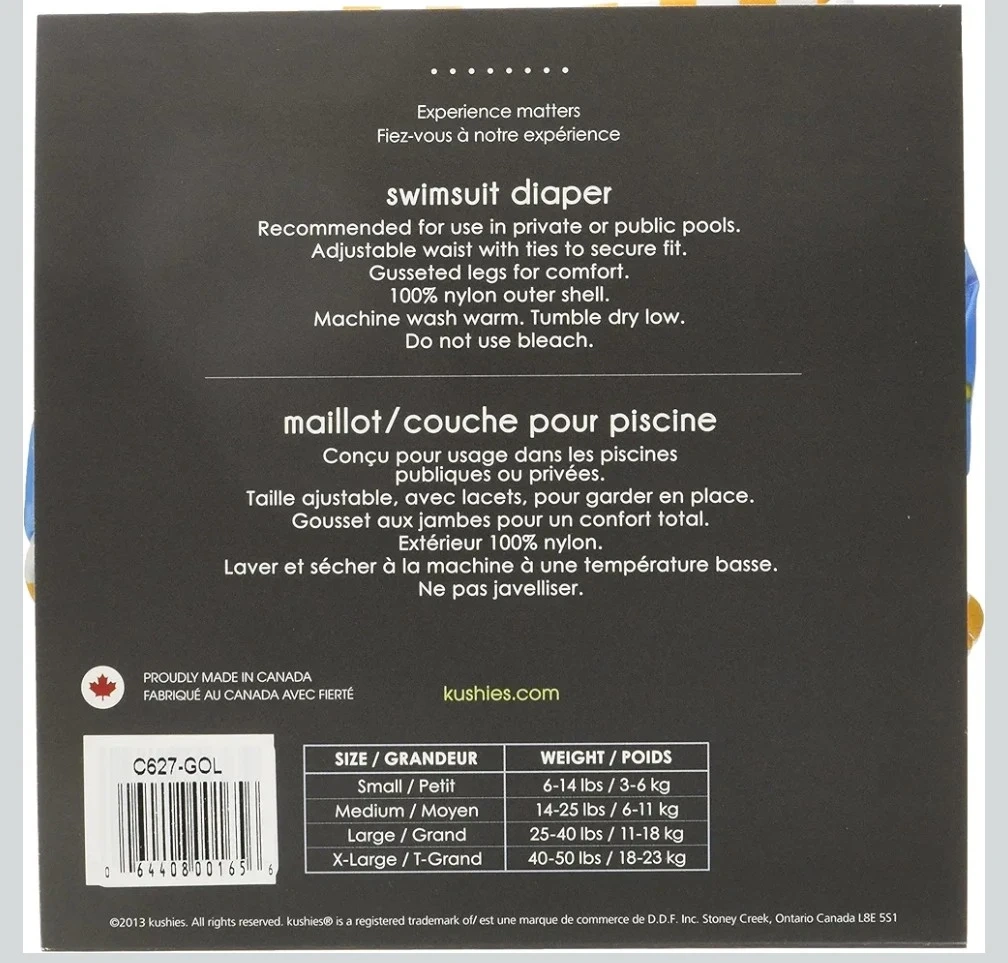 Experience matters
Fiez-vous à notre expérience
swimsuit diaper
Recommended for use in private or public pools.
Adjustable waist with ties to secure fit.
Gusseted legs for comfort.
100% nylon outer shell.
Machine wash warm. Tumble dry low.
Do not use bleach.
maillot/couche pour piscine
Conçu pour usage dans les piscines
publiques ou privées.
Taille ajustable, avec lacets, pour garder en place.
Gousset aux jambes pour un confort total.
Extérieur 100% nylon.
Laver et sécher à la machine à une température basse.
Ne pas javelliser.
PROUDLY MADE IN CANADA
FABRIQUÉ AU CANADA AVEC FIERTÉ
kushies.com
C627-GOL
0 64408 00165 6
SIZE / GRANDEUR WEIGHT / POIDS
Small / Petit 6-14 lbs / 3-6 kg
Medium / Moyen 14-25 lbs / 6-11 kg
Large / Grand 25-40 lbs / 11-18 kg
X-Large / T-Grand 40-50 lbs / 18-23 kg
©2013 kushies. All rights reserved. kushies® is a registered trademark of/ est une marque de commerce de D.D.F. Inc. Stoney Creek, Ontario Canada L8E 5S1